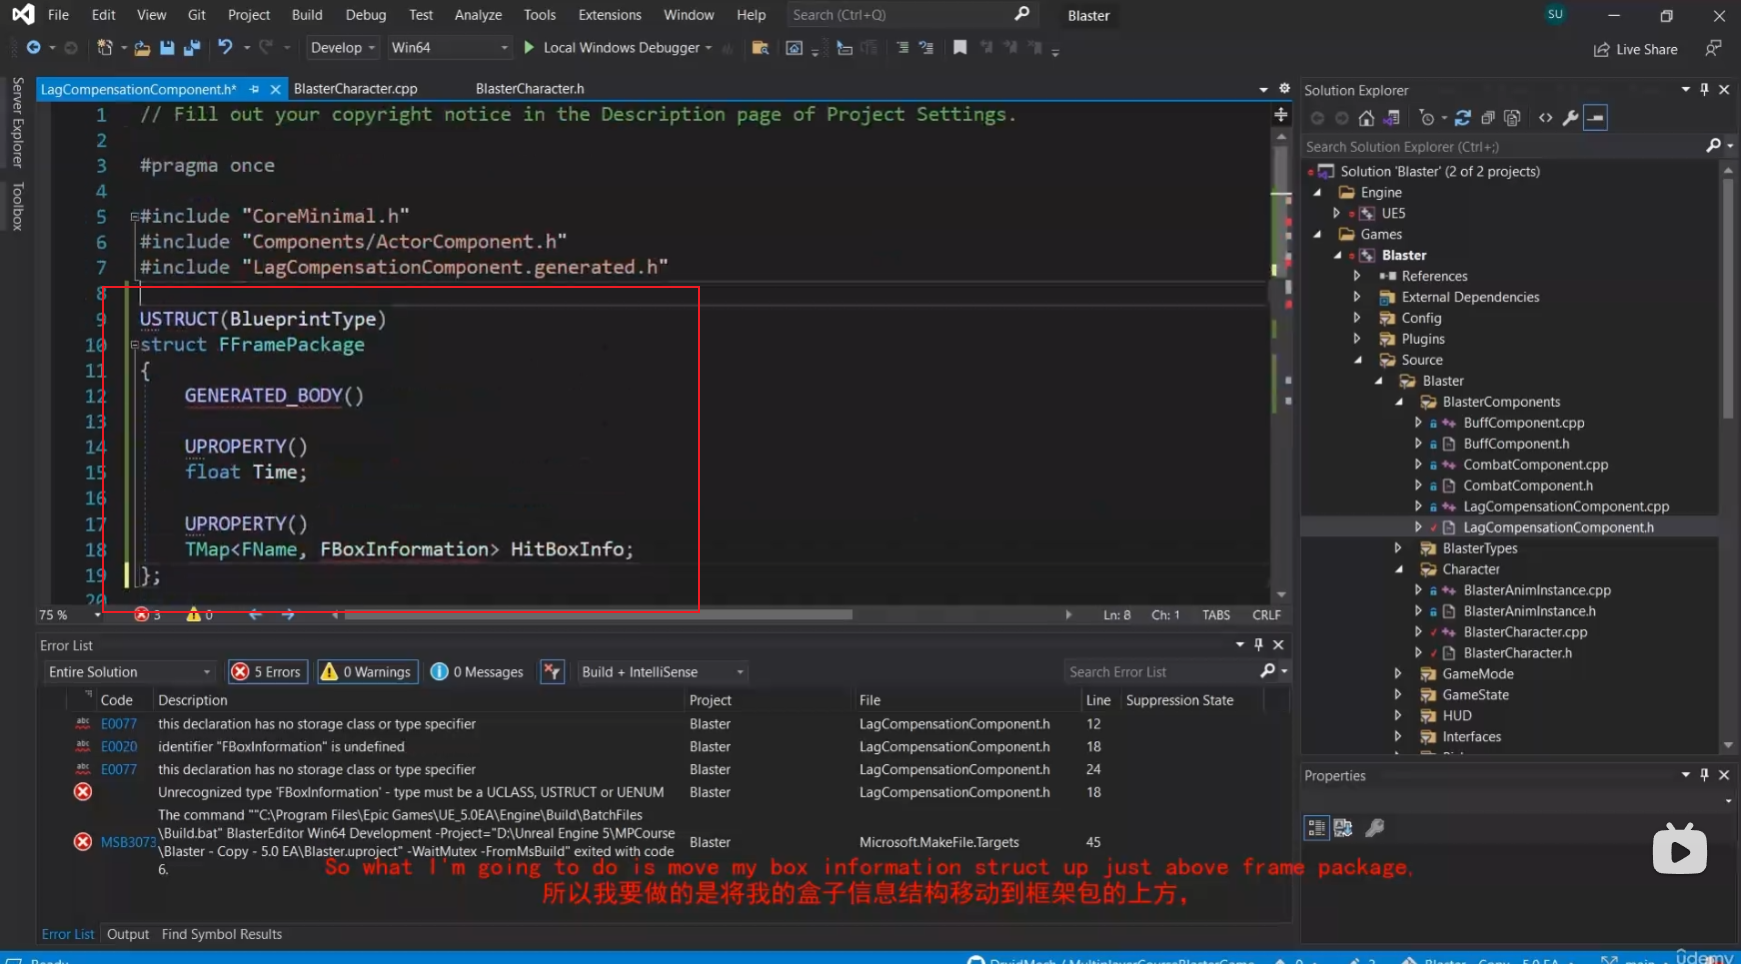 File Edit View Git Project Build Debug Test Analyze Tools Extensions Window Help Search (Ctrl+Q) Blaster SU
Develop Win64 Local Windows Debugger Live Share
Server Explorer
Toolbox
LagCompensationComponent.h* BlasterCharacter.cpp BlasterCharacter.h
1 // Fill out your copyright notice in the Description page of Project Settings.
2
3 #pragma once
4
5 #include "CoreMinimal.h"
6 #include "Components/ActorComponent.h"
7 #include "LagCompensationComponent.generated.h"
8
9 USTRUCT(BlueprintType)
10 struct FFramePackage
11 {
12 GENERATED_BODY()
13
14 UPROPERTY()
15 float Time;
16
17 UPROPERTY()
18 TMap<FName, FBoxInformation> HitBoxInfo;
19 };
20
75 % 3 0 Ln: 8 Ch: 1 TABS CRLF
Error List
Entire Solution 5 Errors 0 Warnings 0 Messages Build + IntelliSense Search Error List
Code Description Project File Line Suppression State
abc E0077 this declaration has no storage class or type specifier Blaster LagCompensationComponent.h 12
abc E0020 identifier "FBoxInformation" is undefined Blaster LagCompensationComponent.h 18
abc E0077 this declaration has no storage class or type specifier Blaster LagCompensationComponent.h 24
Unrecognized type 'FBoxInformation' - type must be a UCLASS, USTRUCT or UENUM Blaster LagCompensationComponent.h 18
The command ""C:\Program Files\Epic Games\UE_5.0EA\Engine\Build\BatchFiles
\Build.bat" BlasterEditor Win64 Development -Project="D:\Unreal Engine 5\MPCourse
MSB3073 \Blaster - Copy - 5.0 EA\Blaster.uproject" -WaitMutex -FromMsBuild" exited with code Blaster Microsoft.MakeFile.Targets 45
6.
So what I'm going to do is move my box information struct up just above frame package,
所以我要做的是将我的盒子信息结构移动到框架包的上方，
Error List Output Find Symbol Results
Solution Explorer
Search Solution Explorer (Ctrl+;)
Solution 'Blaster' (2 of 2 projects)
Engine
UE5
Games
Blaster
References
External Dependencies
Config
Plugins
Source
Blaster
BlasterComponents
BuffComponent.cpp
BuffComponent.h
CombatComponent.cpp
CombatComponent.h
LagCompensationComponent.cpp
LagCompensationComponent.h
BlasterTypes
Character
BlasterAnimInstance.cpp
BlasterAnimInstance.h
BlasterCharacter.cpp
BlasterCharacter.h
GameMode
GameState
HUD
Interfaces
Properties
Ready
udemy